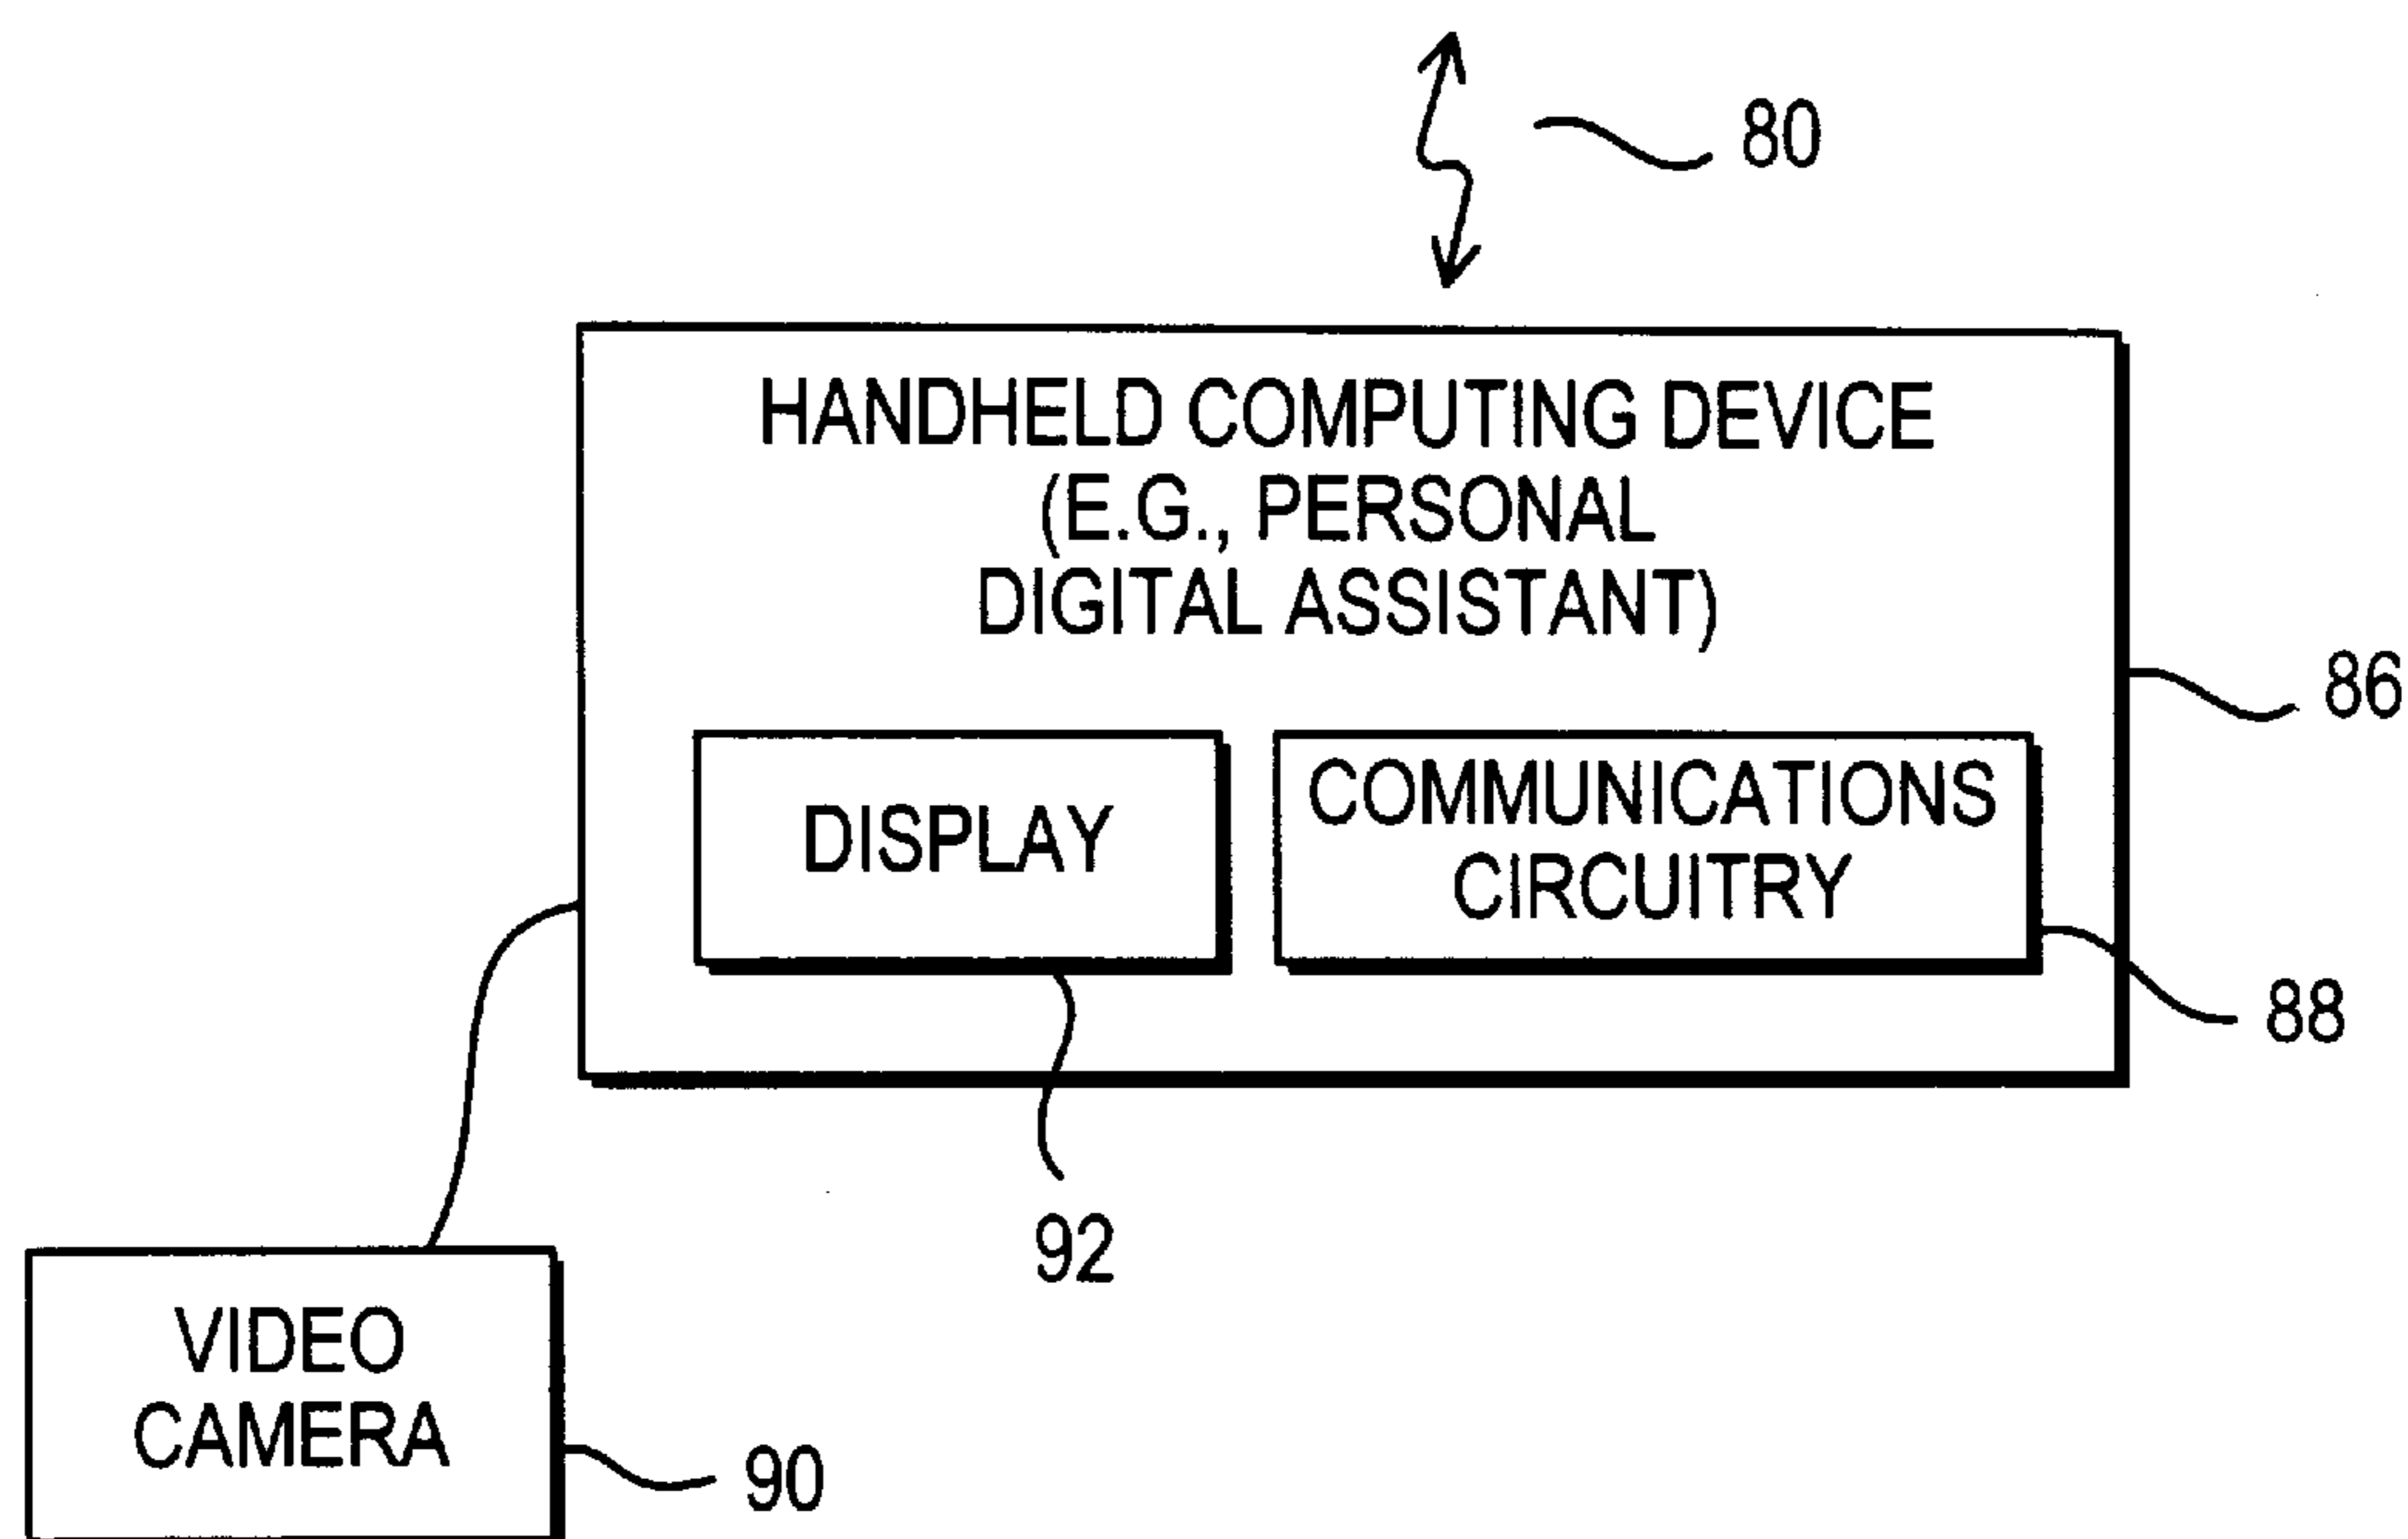 80
HANDHELD COMPUTING DEVICE
(E.G., PERSONAL
DIGITAL ASSISTANT)
86
DISPLAY
COMMUNICATIONS
CIRCUITRY
88
92
VIDEO
CAMERA
90